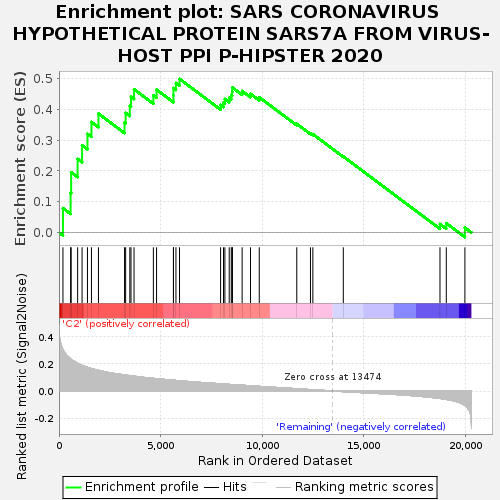 Enrichment plot: SARS CORONAVIRUS
HYPOTHETICAL PROTEIN SARS7A FROM VIRUS-
HOST PPI P-HIPSTER 2020
Enrichment score (ES)
0.5
0.4
0.3
0.2
0.1
0.0
'C2' (positively correlated)
Ranked list metric (Signal2Noise)
0.4
0.2
0.0
-0.2
Zero cross at 13474
'Remaining' (negatively correlated)
0
5,000
10,000
15,000
20,000
Rank in Ordered Dataset
Enrichment profile
Hits
Ranking metric scores